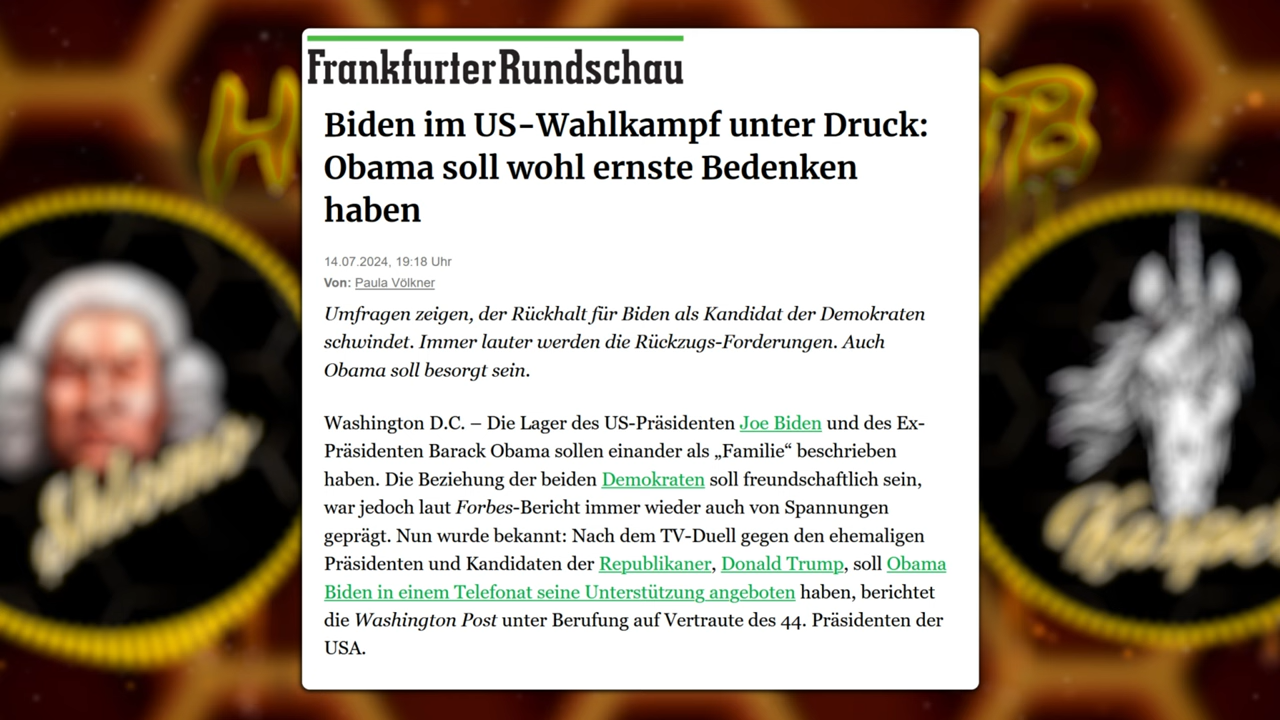 Frankfurter Rundschau
Biden im US-Wahlkampf unter Druck:
Obama soll wohl ernste Bedenken
haben
14.07.2024, 19:18 Uhr
Von: Paula Völkner
Umfragen zeigen, der Rückhalt für Biden als Kandidat der Demokraten
schwindet. Immer lauter werden die Rückzugs-Forderungen. Auch
Obama soll besorgt sein.
Washington D.C. – Die Lager des US-Präsidenten Joe Biden und des Ex-
Präsidenten Barack Obama sollen einander als „Familie“ beschrieben
haben. Die Beziehung der beiden Demokraten soll freundschaftlich sein,
war jedoch laut Forbes-Bericht immer wieder auch von Spannungen
geprägt. Nun wurde bekannt: Nach dem TV-Duell gegen den ehemaligen
Präsidenten und Kandidaten der Republikaner, Donald Trump, soll Obama
Biden in einem Telefonat seine Unterstützung angeboten haben, berichtet
die Washington Post unter Berufung auf Vertraute des 44. Präsidenten der
USA.
Shlomo